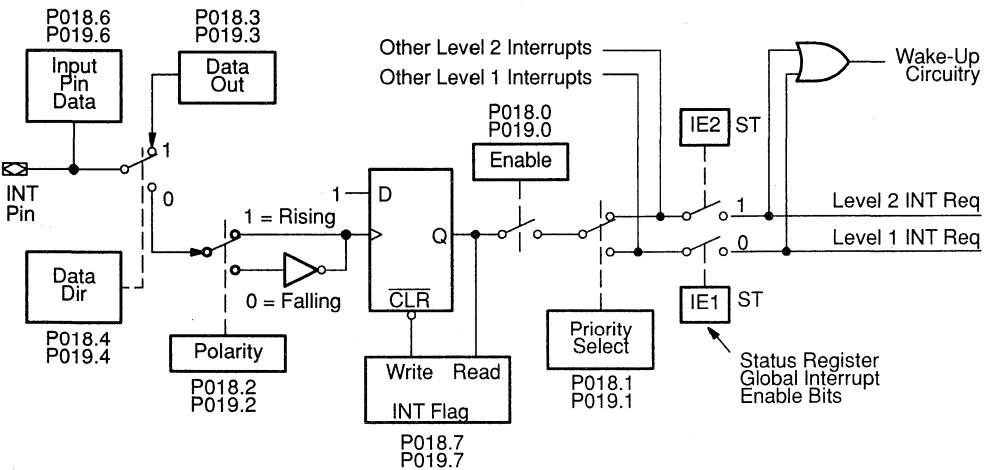 P018.6
P019.6
Input
Pin
Data
P018.3
P019.3
Data
Out
1
0
INT
Pin
Data
Dir
P018.4
P019.4
1 = Rising
0 = Falling
Polarity
P018.2
P019.2
1
D
Q
CLR
Write
Read
INT Flag
P018.7
P019.7
Other Level 2 Interrupts
Other Level 1 Interrupts
P018.0
P019.0
Enable
Priority
Select
P018.1
P019.1
IE2
ST
1
0
IE1
ST
Status Register
Global Interrupt
Enable Bits
Wake-Up
Circuitry
Level 2 INT Req
Level 1 INT Req